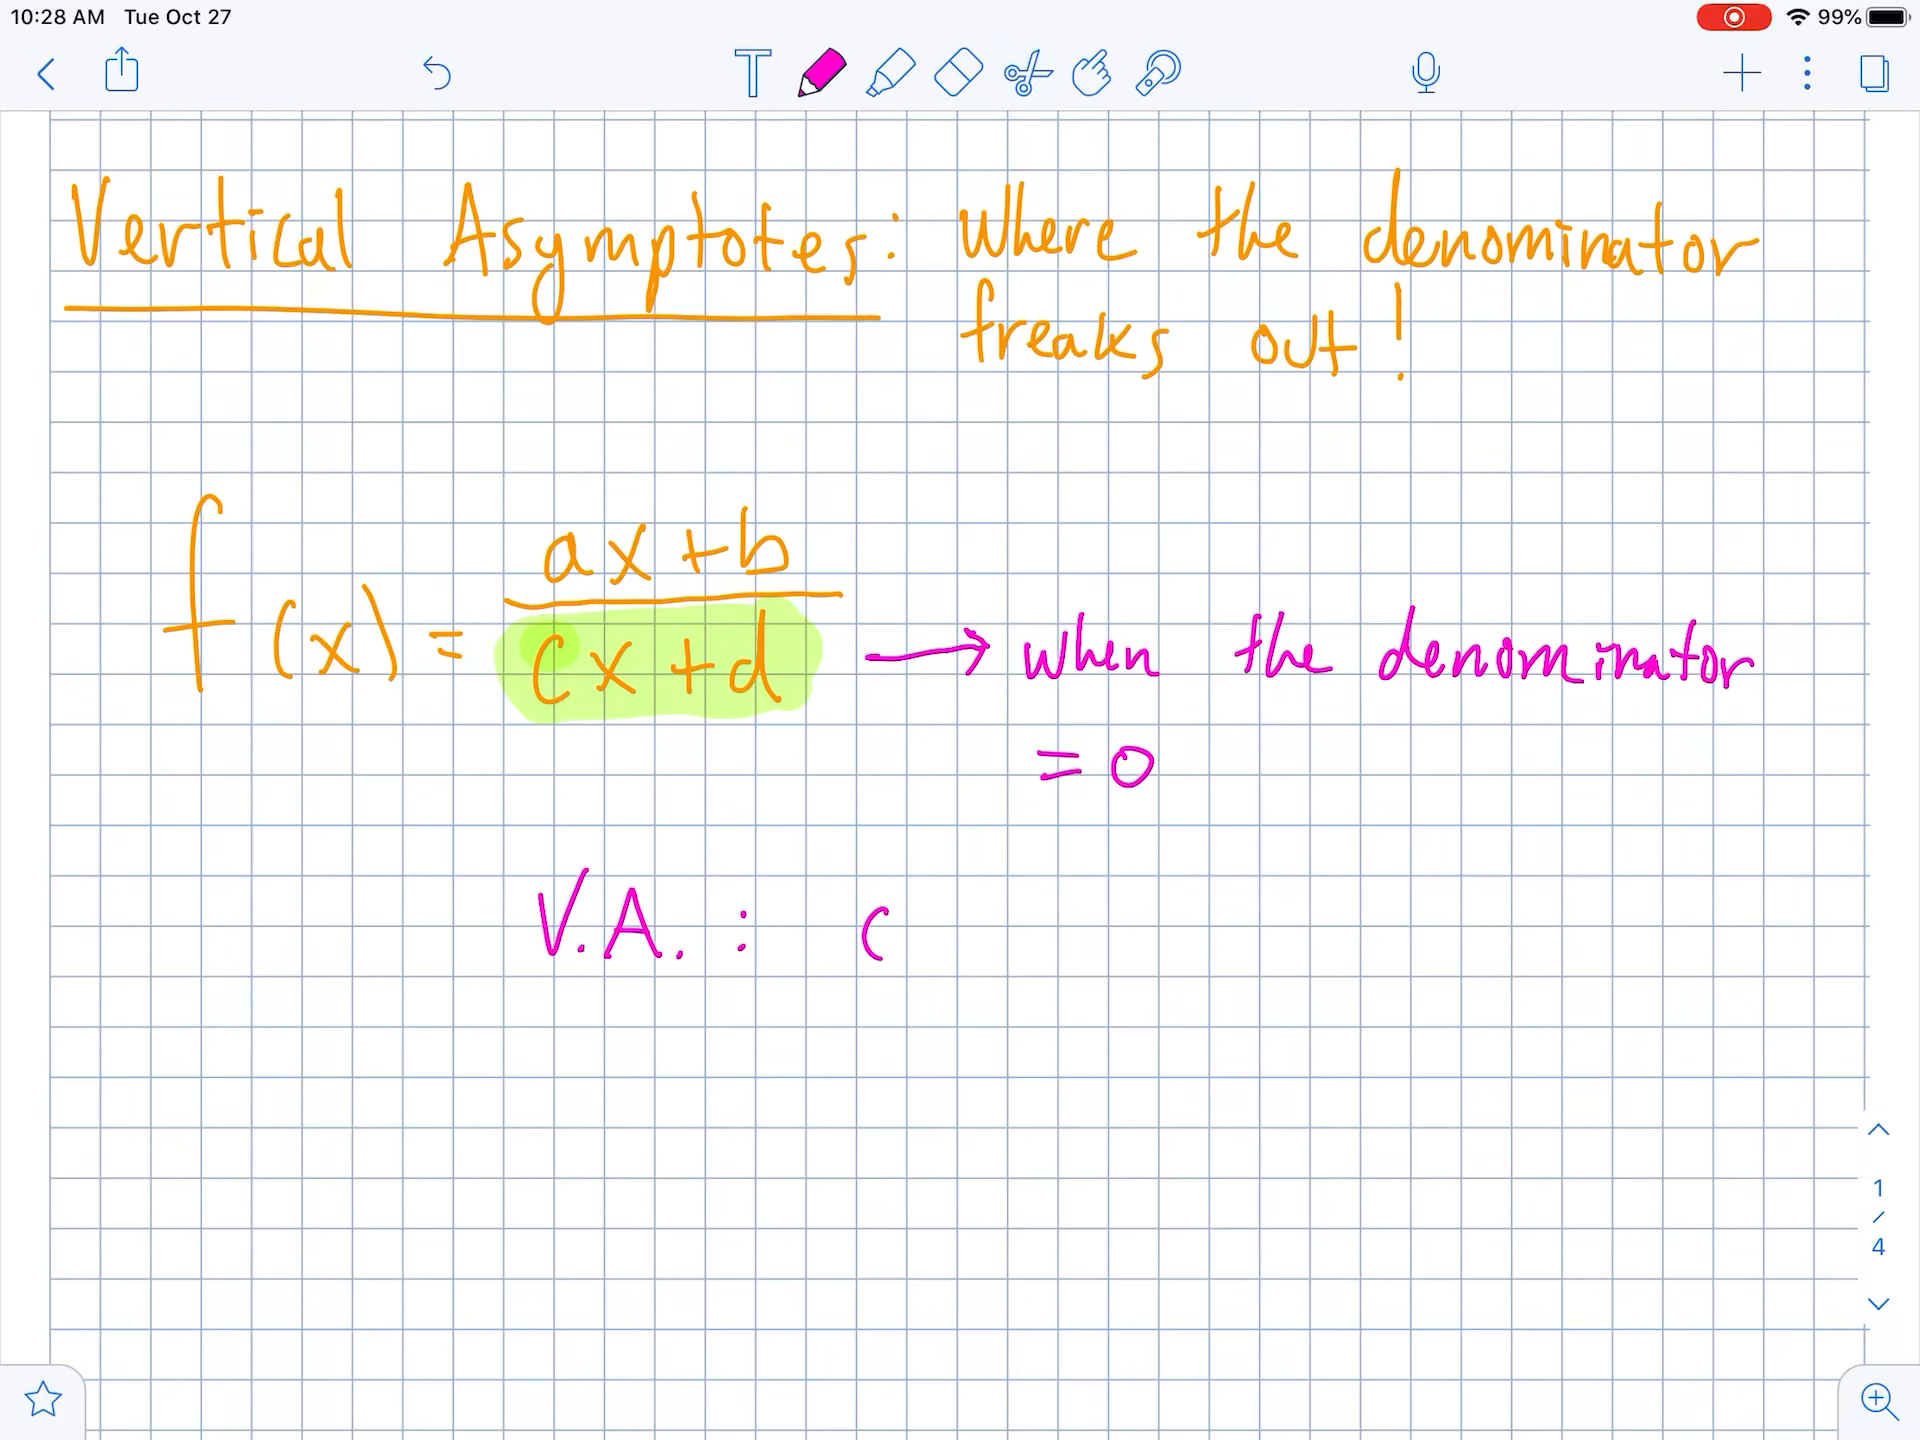 10:28 AM Tue Oct 27 99%
T
Vertical Asymptotes: Where the denominator
freaks out!
f(x) = ax+b
cx+d
→ when the denominator
= 0
V.A. : c
1
/
4